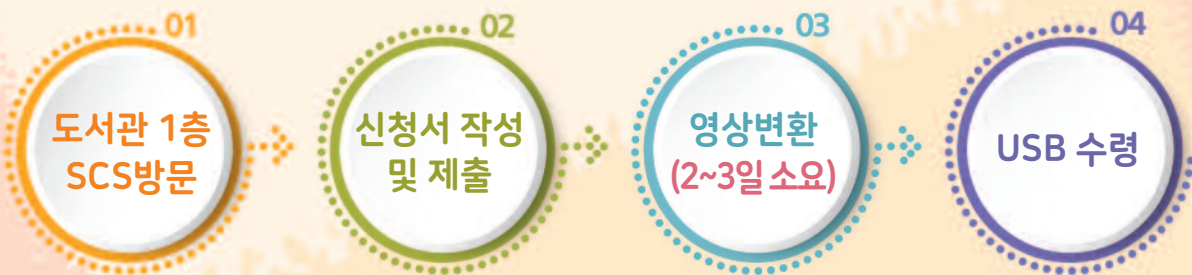 01
도서관 1층
SCS방문
02
신청서 작성
및 제출
03
영상변환
(2~3일 소요)
04
USB 수령